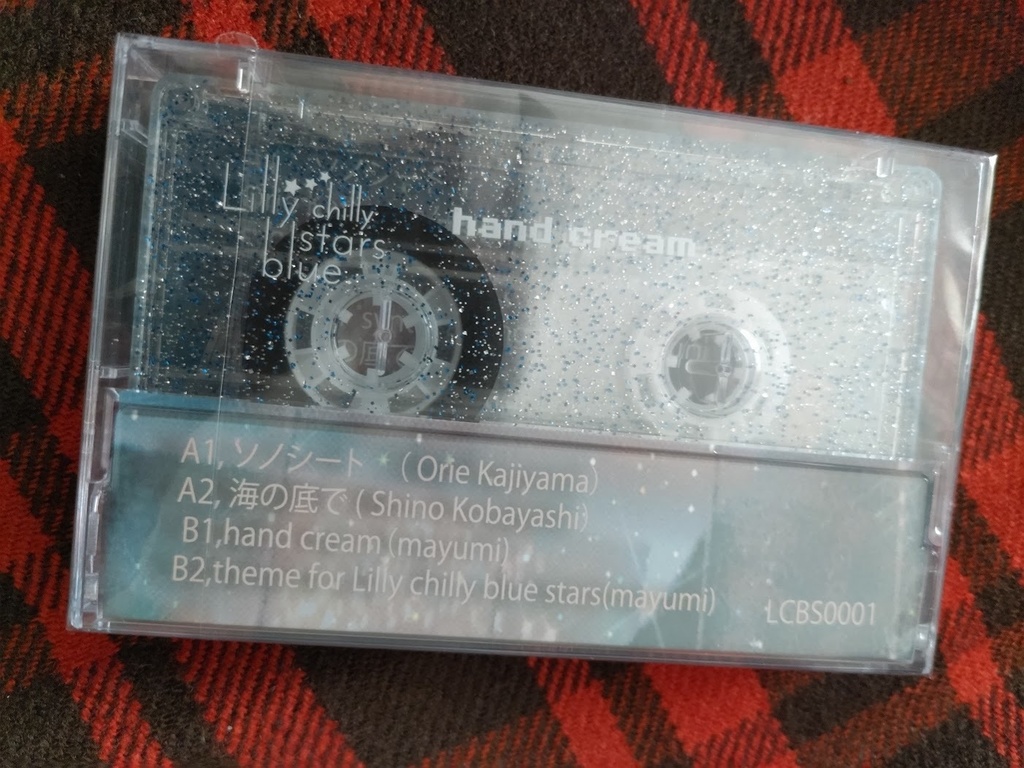 Lilly chilly
stars
blue
hand cream
A1, ソノシート （Orie Kajiyama）
A2, 海の底で ( Shino Kobayashi）
B1,hand cream (mayumi)
B2,theme for Lilly chilly blue stars(mayumi)
LCBS0001